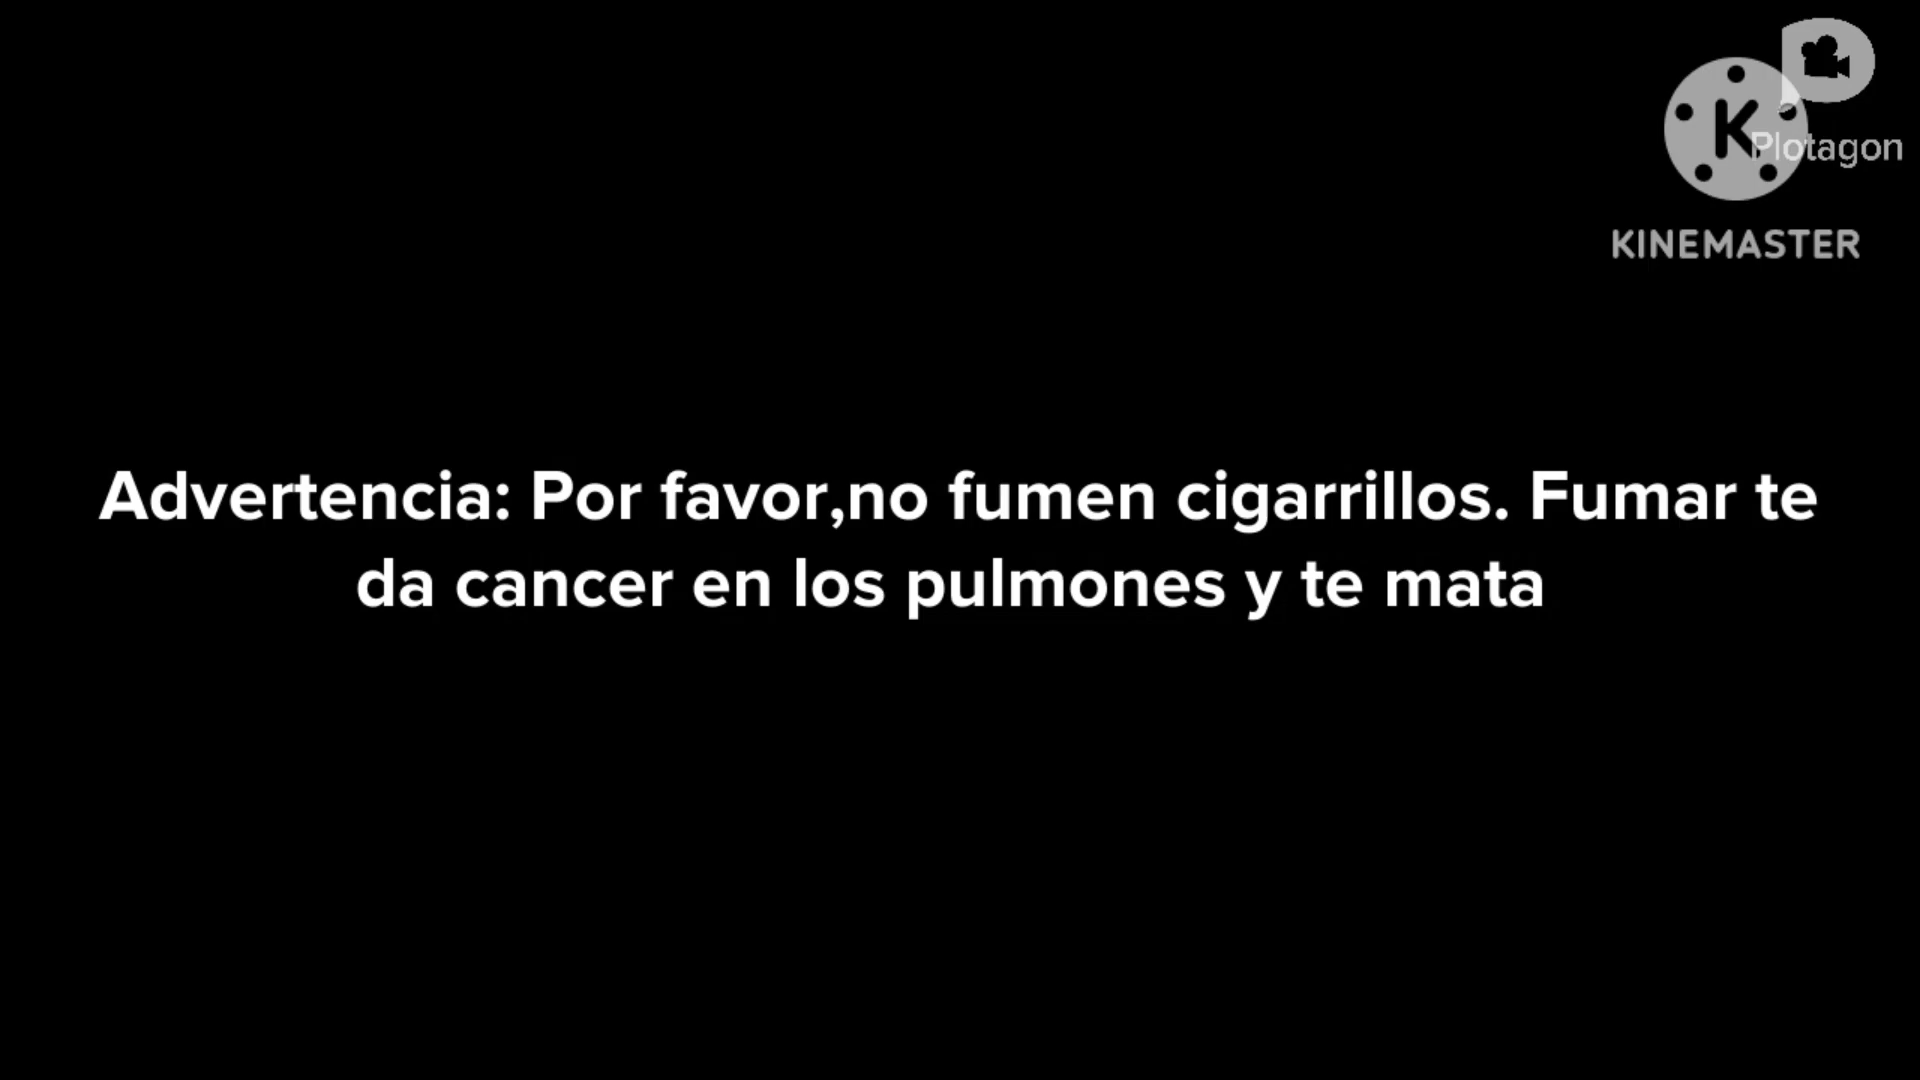 Plotagon
KINEMASTER
Advertencia: Por favor,no fumen cigarrillos. Fumar te
da cancer en los pulmones y te mata